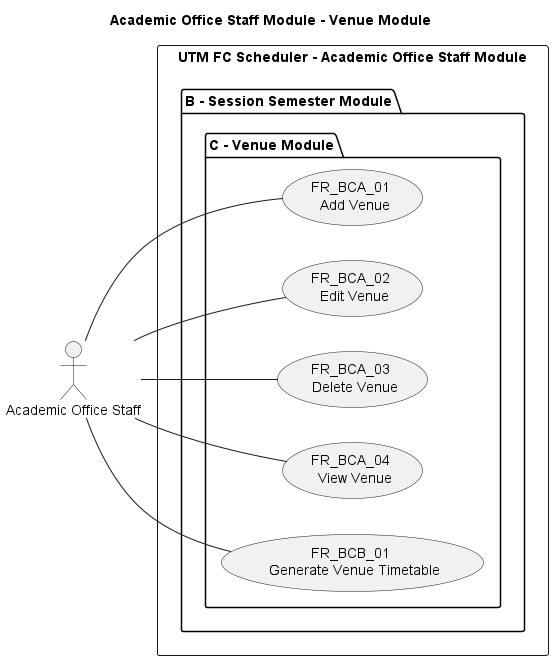 Academic Office Staff Module - Venue Module
UTM FC Scheduler - Academic Office Staff Module
B - Session Semester Module
C - Venue Module
FR_BCA_01
Add Venue
FR_BCA_02
Edit Venue
FR_BCA_03
Delete Venue
Academic Office Staff
FR_BCA_04
View Venue
FR_BCB_01
Generate Venue Timetable